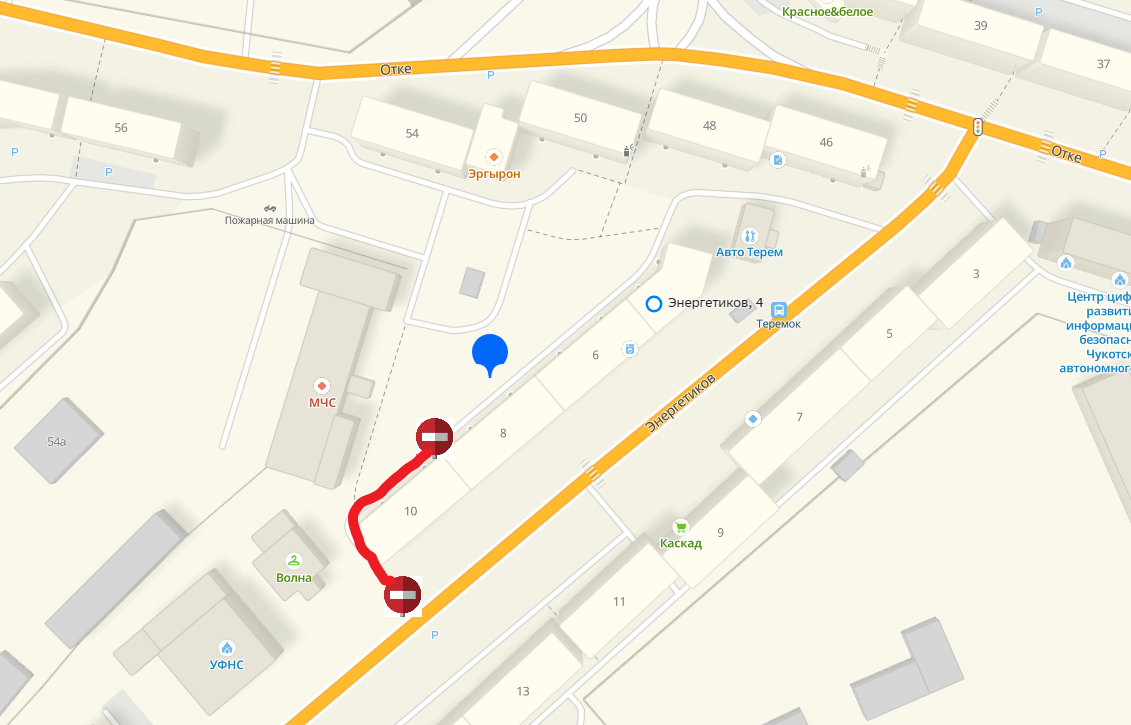 Красное&белое
P
39
37
Отке
P
56
54
50
48
46
Отке
P
P
P
Эргырон
Пожарная машина
Авто Терем
3
Энергетиков, 4
Теремок
Центр циф
развити
информаци
безопасн
Чукотск
автономного
5
6
МЧС
Энергетиков
7
8
54а
10
9
Каскад
Волна
11
P
УФНС
13